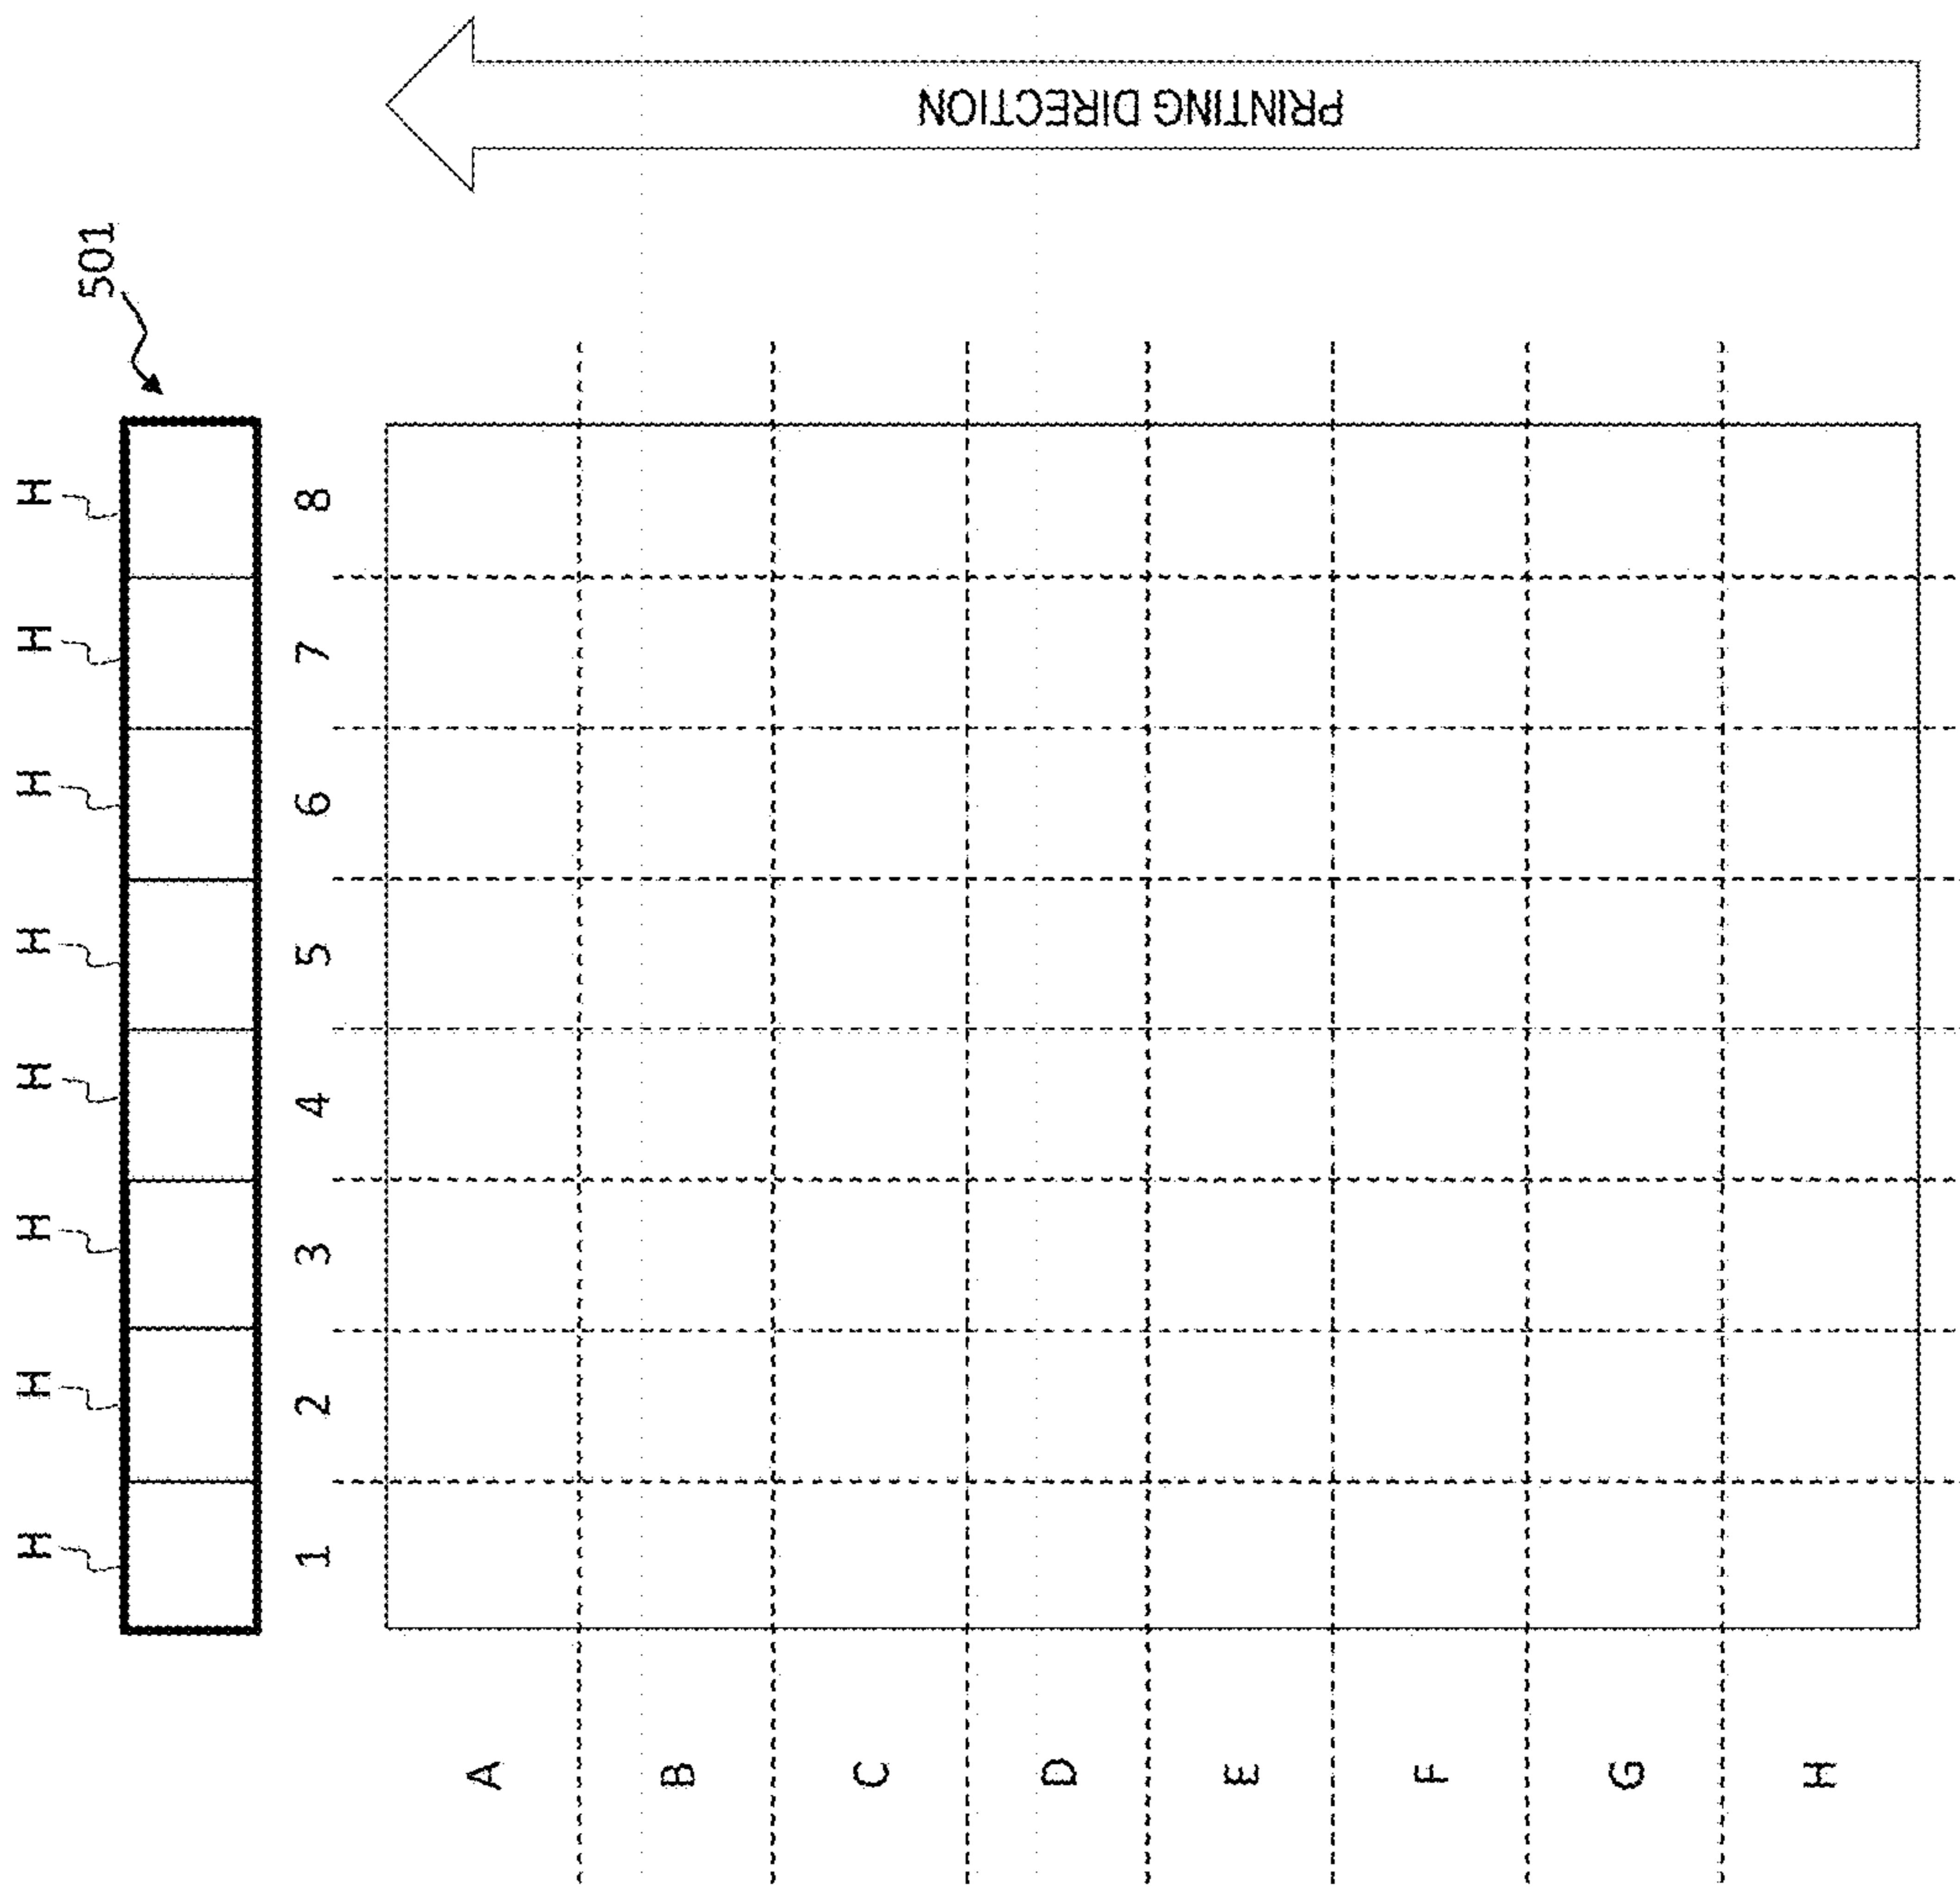 H H H H H H H H
501
1 2 3 4 5 6 7 8
A
B
C
D
E
F
G
H
PRINTING DIRECTION